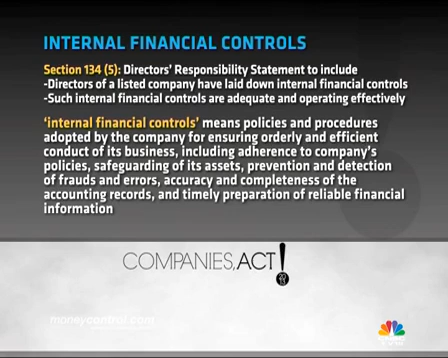 INTERNAL FINANCIAL CONTROLS
Section 134 (5): Directors' Responsibility Statement to include
-Directors of a listed company have laid down internal financial controls
-Such internal financial controls are adequate and operating effectively
'internal financial controls' means policies and procedures
adopted by the company for ensuring orderly and efficient
conduct of its business, including adherence to company's
policies, safeguarding of its assets, prevention and detection
of frauds and errors, accuracy and completeness of the
accounting records, and timely preparation of reliable financial
information
COMPANIES, ACT!
moneycontrol.com
CNBC